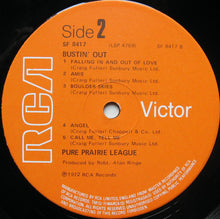 Side 2
SF 8417
(LSP 4769)
SF 8417 B
BUSTIN' OUT
1 FALLING IN AND OUT OF LOVE
(Craig Fuller) Sunbury Music Ltd.
2 AMIE
(Craig Fuller) Sunbury Music Ltd.
3 BOULDER SKIES
(Craig Fuller) Sunbury Music Ltd.
RCA
Victor
4 ANGEL
5 CALL ME, TELL ME
(Craig Fuller) Sunbury Music Ltd.
PURE PRAIRIE LEAGUE
Produced by Robt. Alan Ringe
℗1972 RCA Records